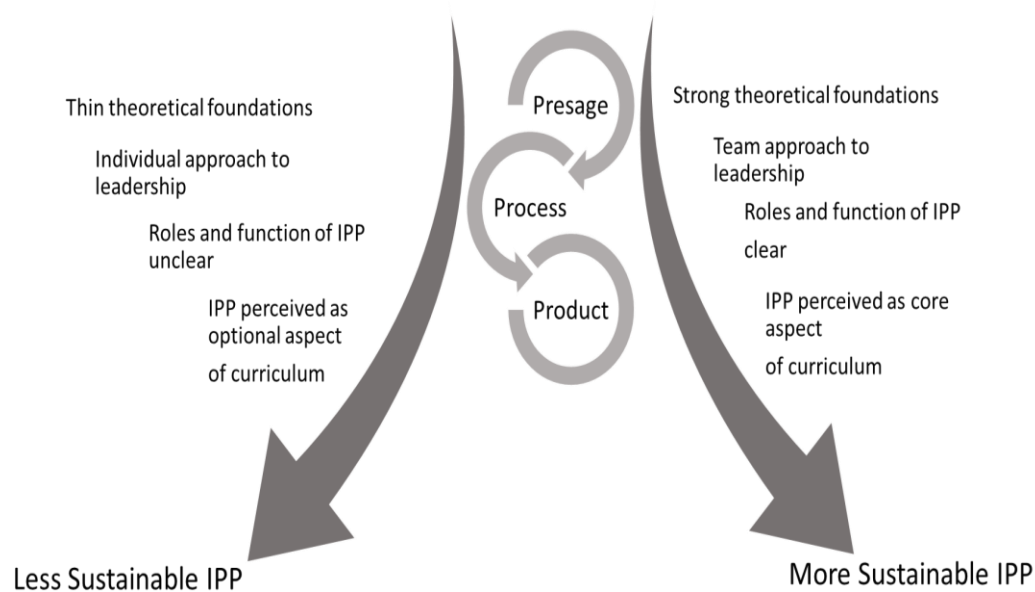 Thin theoretical foundations
Individual approach to
leadership
Roles and function of IPP
unclear
IPP perceived as
optional aspect
of curriculum
Less Sustainable IPP
Presage
Process
Product
Strong theoretical foundations
Team approach to
leadership
Roles and function of IPP
clear
IPP perceived as core
aspect
of curriculum
More Sustainable IPP